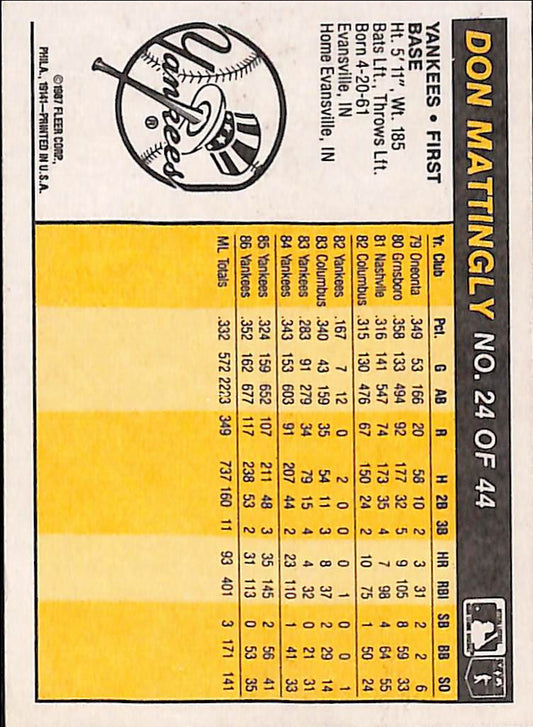 DON MATTINGLY NO. 24 OF 44
YANKEES • FIRST
BASE
Ht. 5'11", Wt. 185
Bats Lft., Throws Lft.
Born 4-20-61
Evansville, IN
Home Evansville, IN
Yankees ®
©1987 FLEER CORP.,
PHILA., 19141—PRINTED IN U.S.A.
Yr. Club Pct. G AB R H 2B 3B HR RBI SB BB SO
79 Oneonta .349 53 166 20 58 10 2 3 31 2 2 6
80 Grnsboro .358 133 494 92 177 32 5 9 105 8 59 33
81 Nashville .316 141 547 74 173 35 4 7 98 4 64 55
82 Columbus .315 130 476 67 150 24 2 10 75 1 50 24
82 Yankees .167 7 12 0 2 0 0 0 1 0 0 1
83 Columbus .340 43 159 35 54 11 3 8 37 2 29 14
83 Yankees .283 91 279 34 79 15 4 4 32 0 21 31
84 Yankees .343 153 603 91 207 44 2 23 110 1 41 33
85 Yankees .324 159 652 107 211 48 3 35 145 2 56 41
86 Yankees .352 162 677 117 238 53 2 31 113 0 53 35
ML Totals .332 572 2223 349 737 160 11 93 401 3 171 141